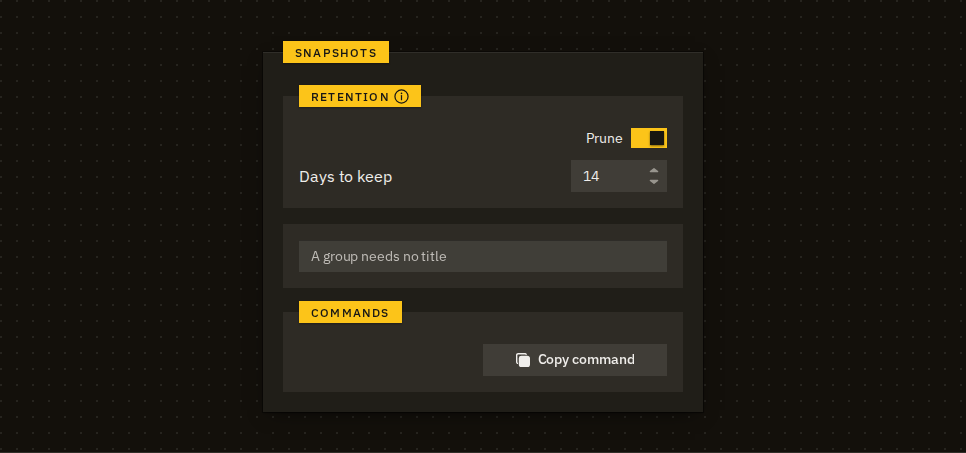 SNAPSHOTS
RETENTION
Prune
Days to keep
14
A group needs no title
COMMANDS
Copy command